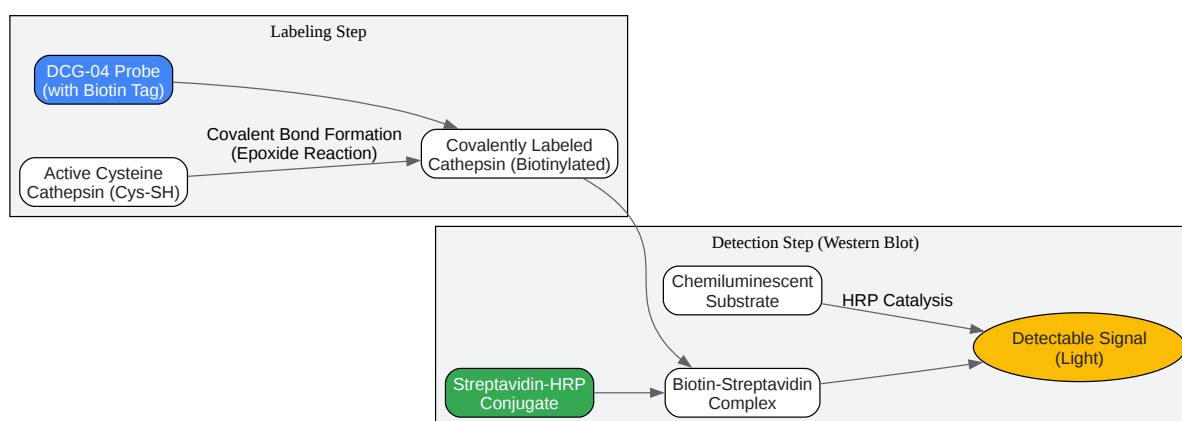 Labeling Step
DCG-04 Probe
(with Biotin Tag)
Covalent Bond Formation
(Epoxide Reaction)
Active Cysteine
Cathepsin (Cys-SH)
Covalently Labeled
Cathepsin (Biotinylated)
Detection Step (Western Blot)
Chemiluminescent
Substrate
HRP Catalysis
Detectable Signal
(Light)
Streptavidin-HRP
Conjugate
Biotin-Streptavidin
Complex